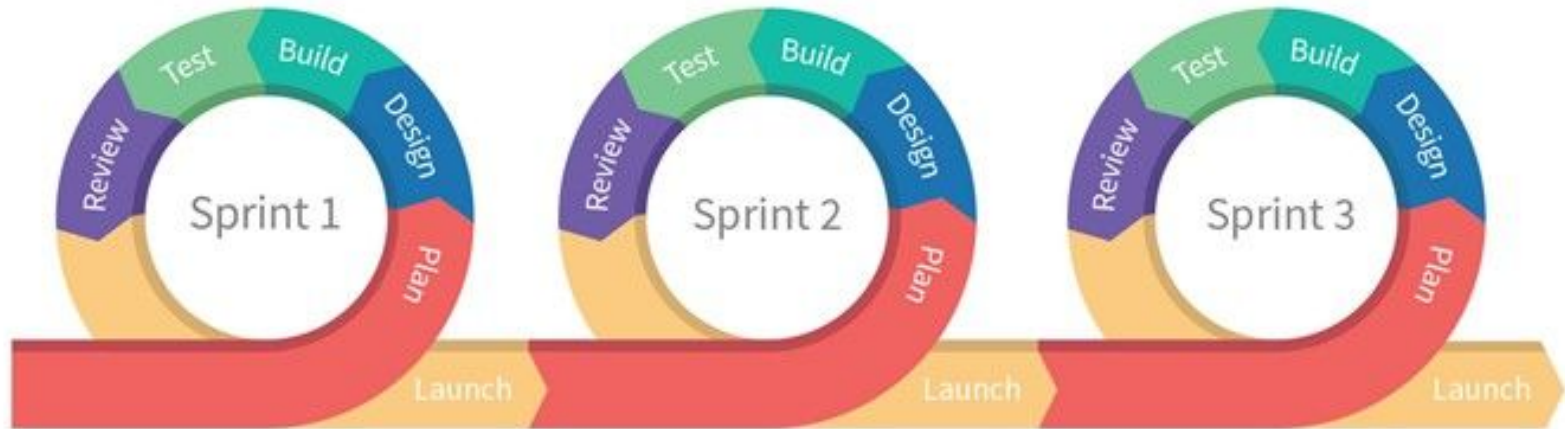 Sprint 1
Plan
Design
Build
Test
Review
Launch
Sprint 2
Plan
Design
Build
Test
Review
Launch
Sprint 3
Plan
Design
Build
Test
Review
Launch